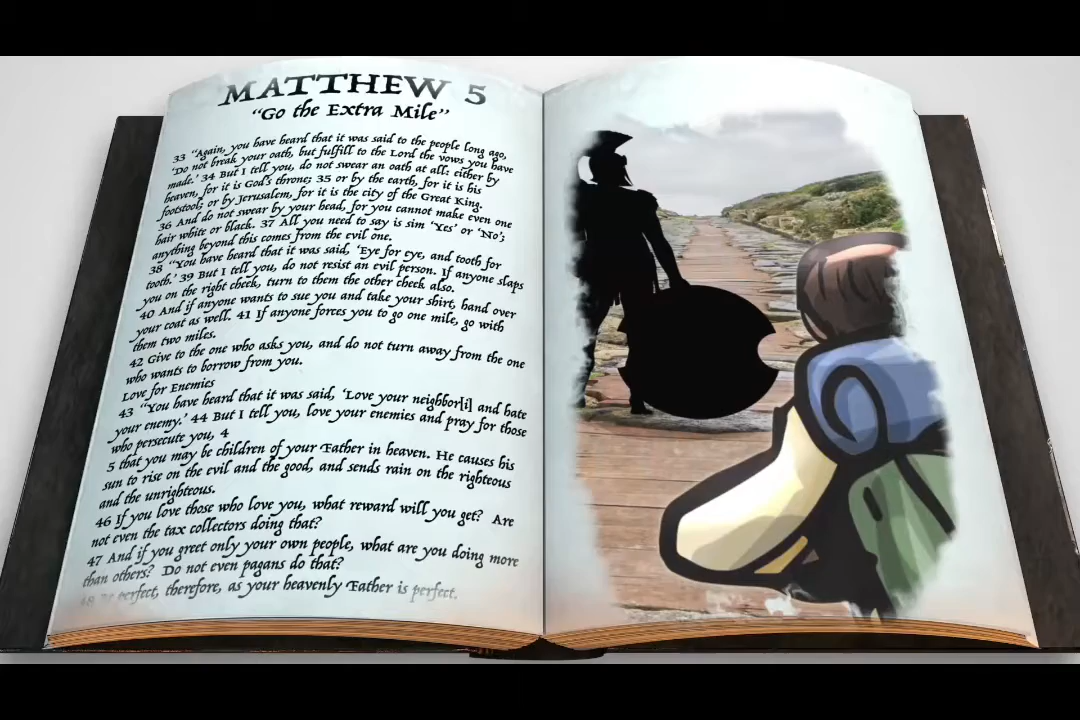 MATTHEW 5
“Go the Extra Mile”
33 “Again, you have heard that it was said to the people long ago,
‘Do not break your oath, but fulfill to the Lord the vows you have
made.’ 34 But I tell you, do not swear an oath at all: either by
heaven, for it is God's throne; 35 or by the earth, for it is his
footstool; or by Jerusalem, for it is the city of the Great King.
36 And do not swear by your head, for you cannot make even one
hair white or black. 37 All you need to say is sim ‘Yes’ or ‘No’;
anything beyond this comes from the evil one.
38 “You have heard that it was said, ‘Eye for eye, and tooth for
tooth.’ 39 But I tell you, do not resist an evil person. If anyone slaps
you on the right cheek, turn to them the other cheek also.
40 And if anyone wants to sue you and take your shirt, hand over
your coat as well. 41 If anyone forces you to go one mile, go with
them two miles.
42 Give to the one who asks you, and do not turn away from the one
who wants to borrow from you.
Love for Enemies
43 “You have heard that it was said, ‘Love your neighbor[i] and hate
your enemy.’ 44 But I tell you, love your enemies and pray for those
who persecute you, 4
5 that you may be children of your Father in heaven. He causes his
sun to rise on the evil and the good, and sends rain on the righteous
and the unrighteous.
46 If you love those who love you, what reward will you get? Are
not even the tax collectors doing that?
47 And if you greet only your own people, what are you doing more
than others? Do not even pagans do that?
48 Be perfect, therefore, as your heavenly Father is perfect.